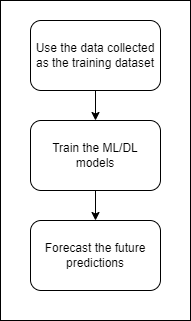 Use the data collected
as the training dataset
Train the ML/DL
models
Forecast the future
predictions